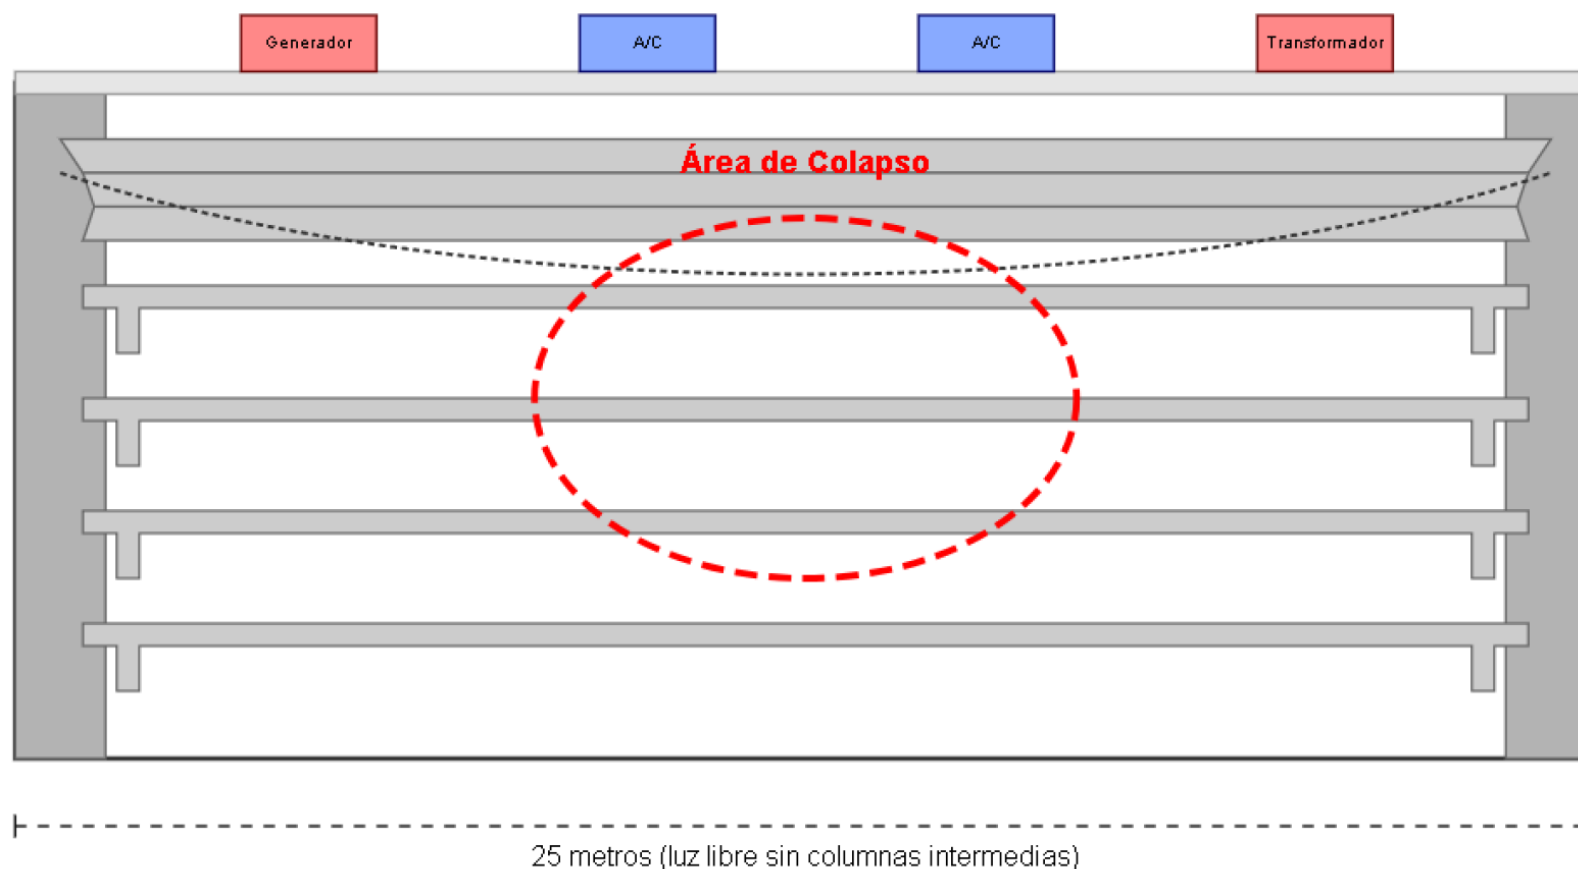 Generador
A/C
A/C
Transformador
Área de Colapso
25 metros (luz libre sin columnas intermedias)